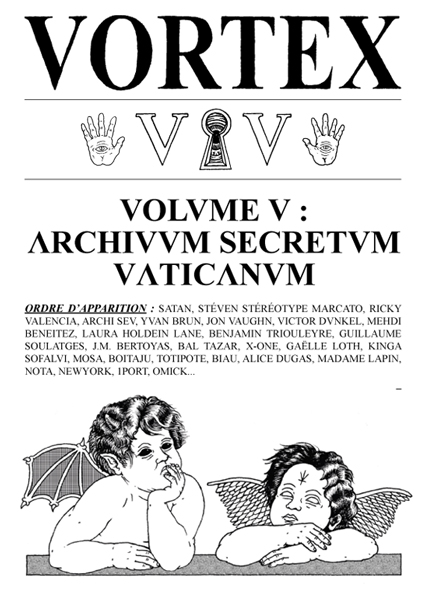 VORTEX
V V
VOLVME V :
ΛRCHIVVM SECRETVM
VΛTICΛNVM
ORDRE D'APPARITION : SATAN, STÉVEN STÉRÉOTYPE MARCATO, RICKY
VALENCIA, ARCHI SEV, YVAN BRUN, JON VAUGHN, VICTOR DVNKEL, MEHDI
BENEITEZ, LAURA HOLDEIN LANE, BENJAMIN TRIOULEYRE, GUILLAUME
SOULATGES, J.M. BERTOYAS, BAL TAZAR, X-ONE, GAËLLE LOTH, KINGA
SOFALVI, MOSA, BOITAJU, TOTIPOTE, BIAU, ALICE DUGAS, MADAME LAPIN,
NOTA, NEWYORK, 1PORT, OMICK...
–